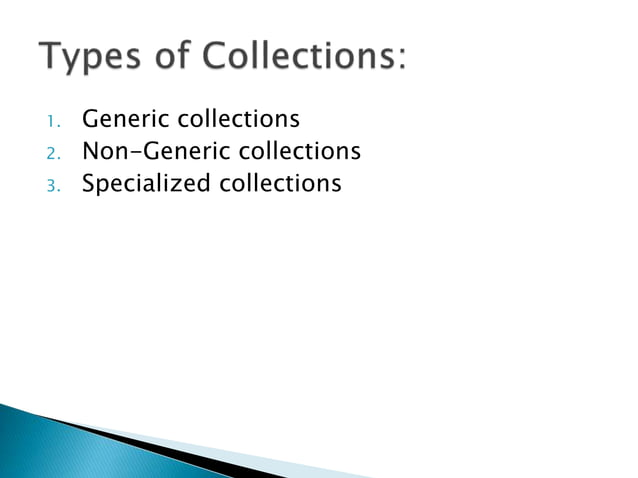 Types of Collections:
1. Generic collections
2. Non-Generic collections
3. Specialized collections